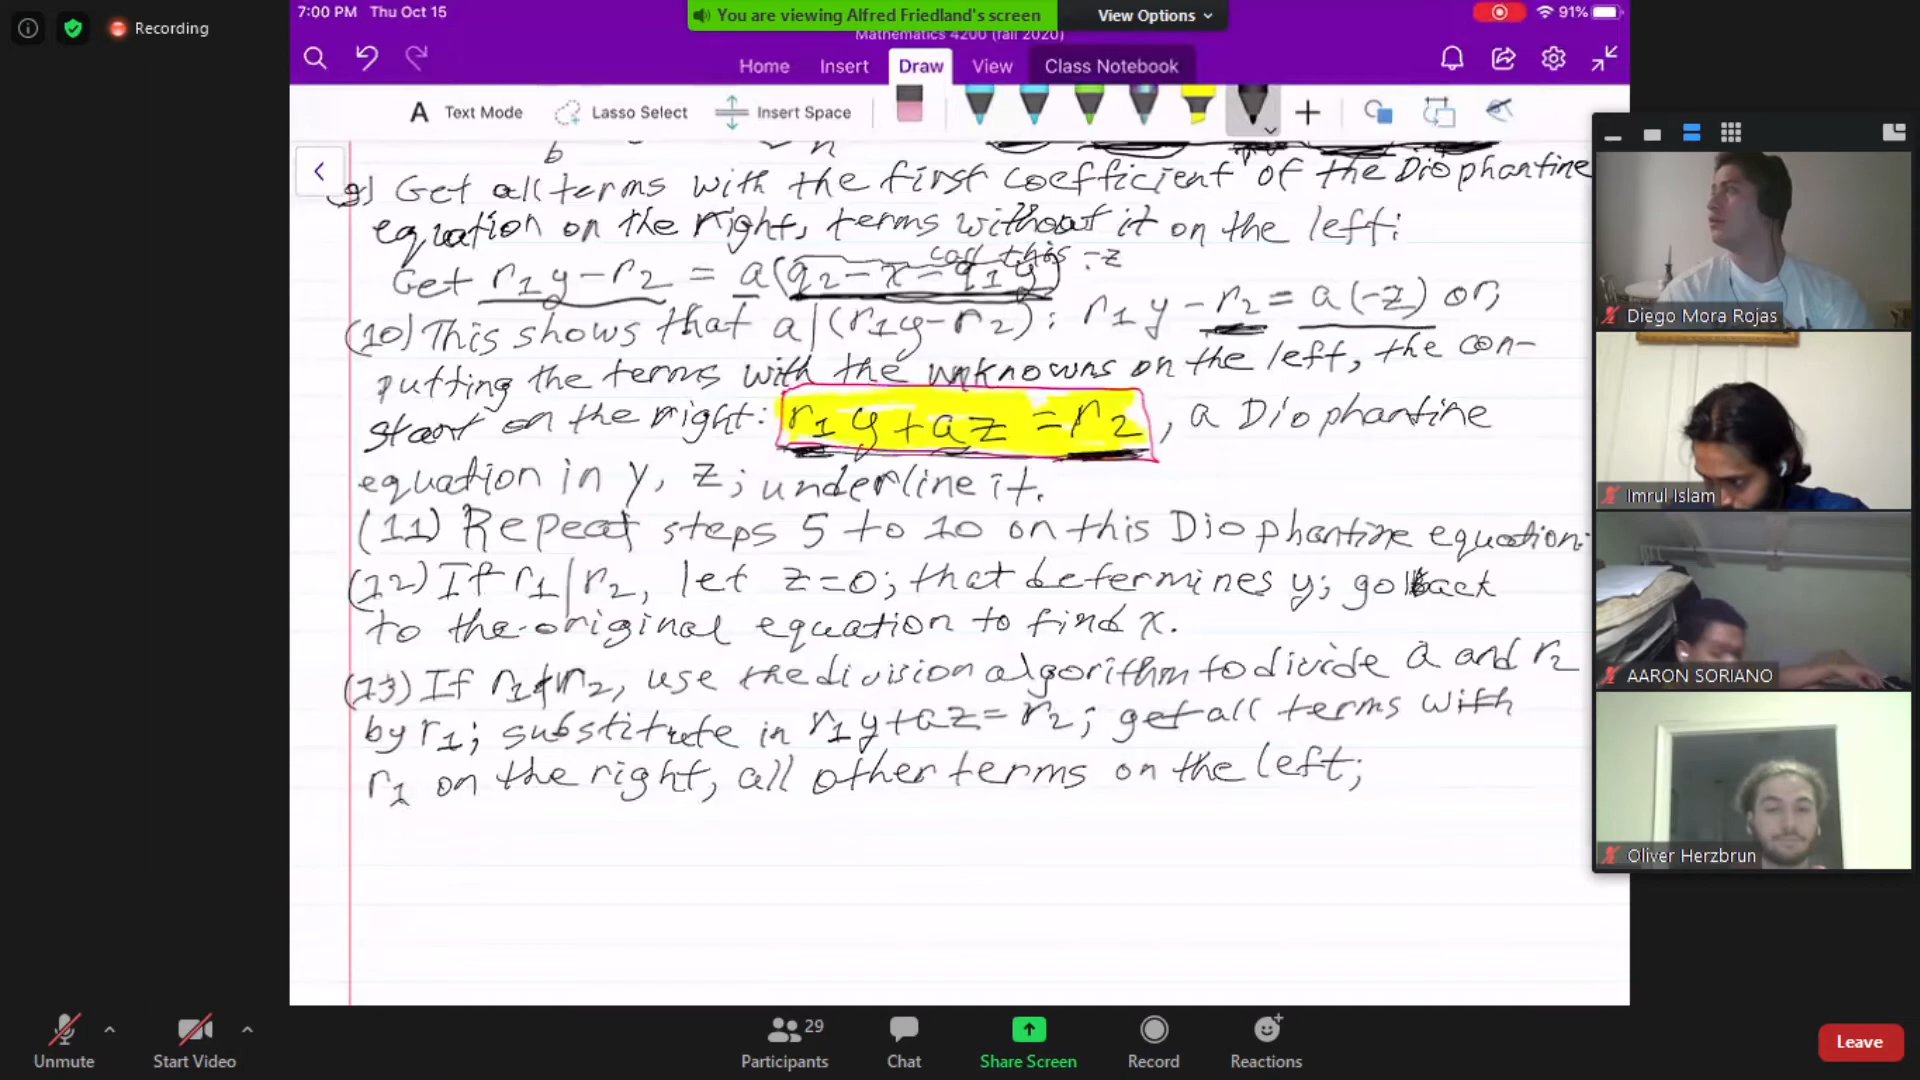 7:00 PM Thu Oct 15
You are viewing Alfred Friedland's screen
View Options
91%
Recording
Mathematics 4200 (fall 2020)
Home Insert Draw View Class Notebook
A Text Mode Lasso Select Insert Space
b n
9) Get all terms with the first coefficient of the Diophantine
equation on the right, terms without it on the left:
call this -z
Get r₁y-r₂ = a(q₂-x-q₁y)
r₁y-r₂=a(-z) or,
(10) This shows that a|(r₁y-r₂):
putting the terms with the unknowns on the left, the con-
stant on the right: r₁y+az=r₂, a Diophantine
equation in y, z; underline it.
(11) Repeat steps 5 to 10 on this Diophantine equation:
(12) If r₁|r₂, let z=0; that determines y; go back
to the original equation to find x.
(13) If r₁∤r₂, use the division algorithm to divide a and r₂
by r₁; substitute in r₁y+az=r₂; get all terms with
r₁ on the right, all other terms on the left;
Diego Mora Rojas
Imrul Islam
AARON SORIANO
Oliver Herzbrun
Unmute
Start Video
29
Participants
Chat
Share Screen
Record
Reactions
Leave